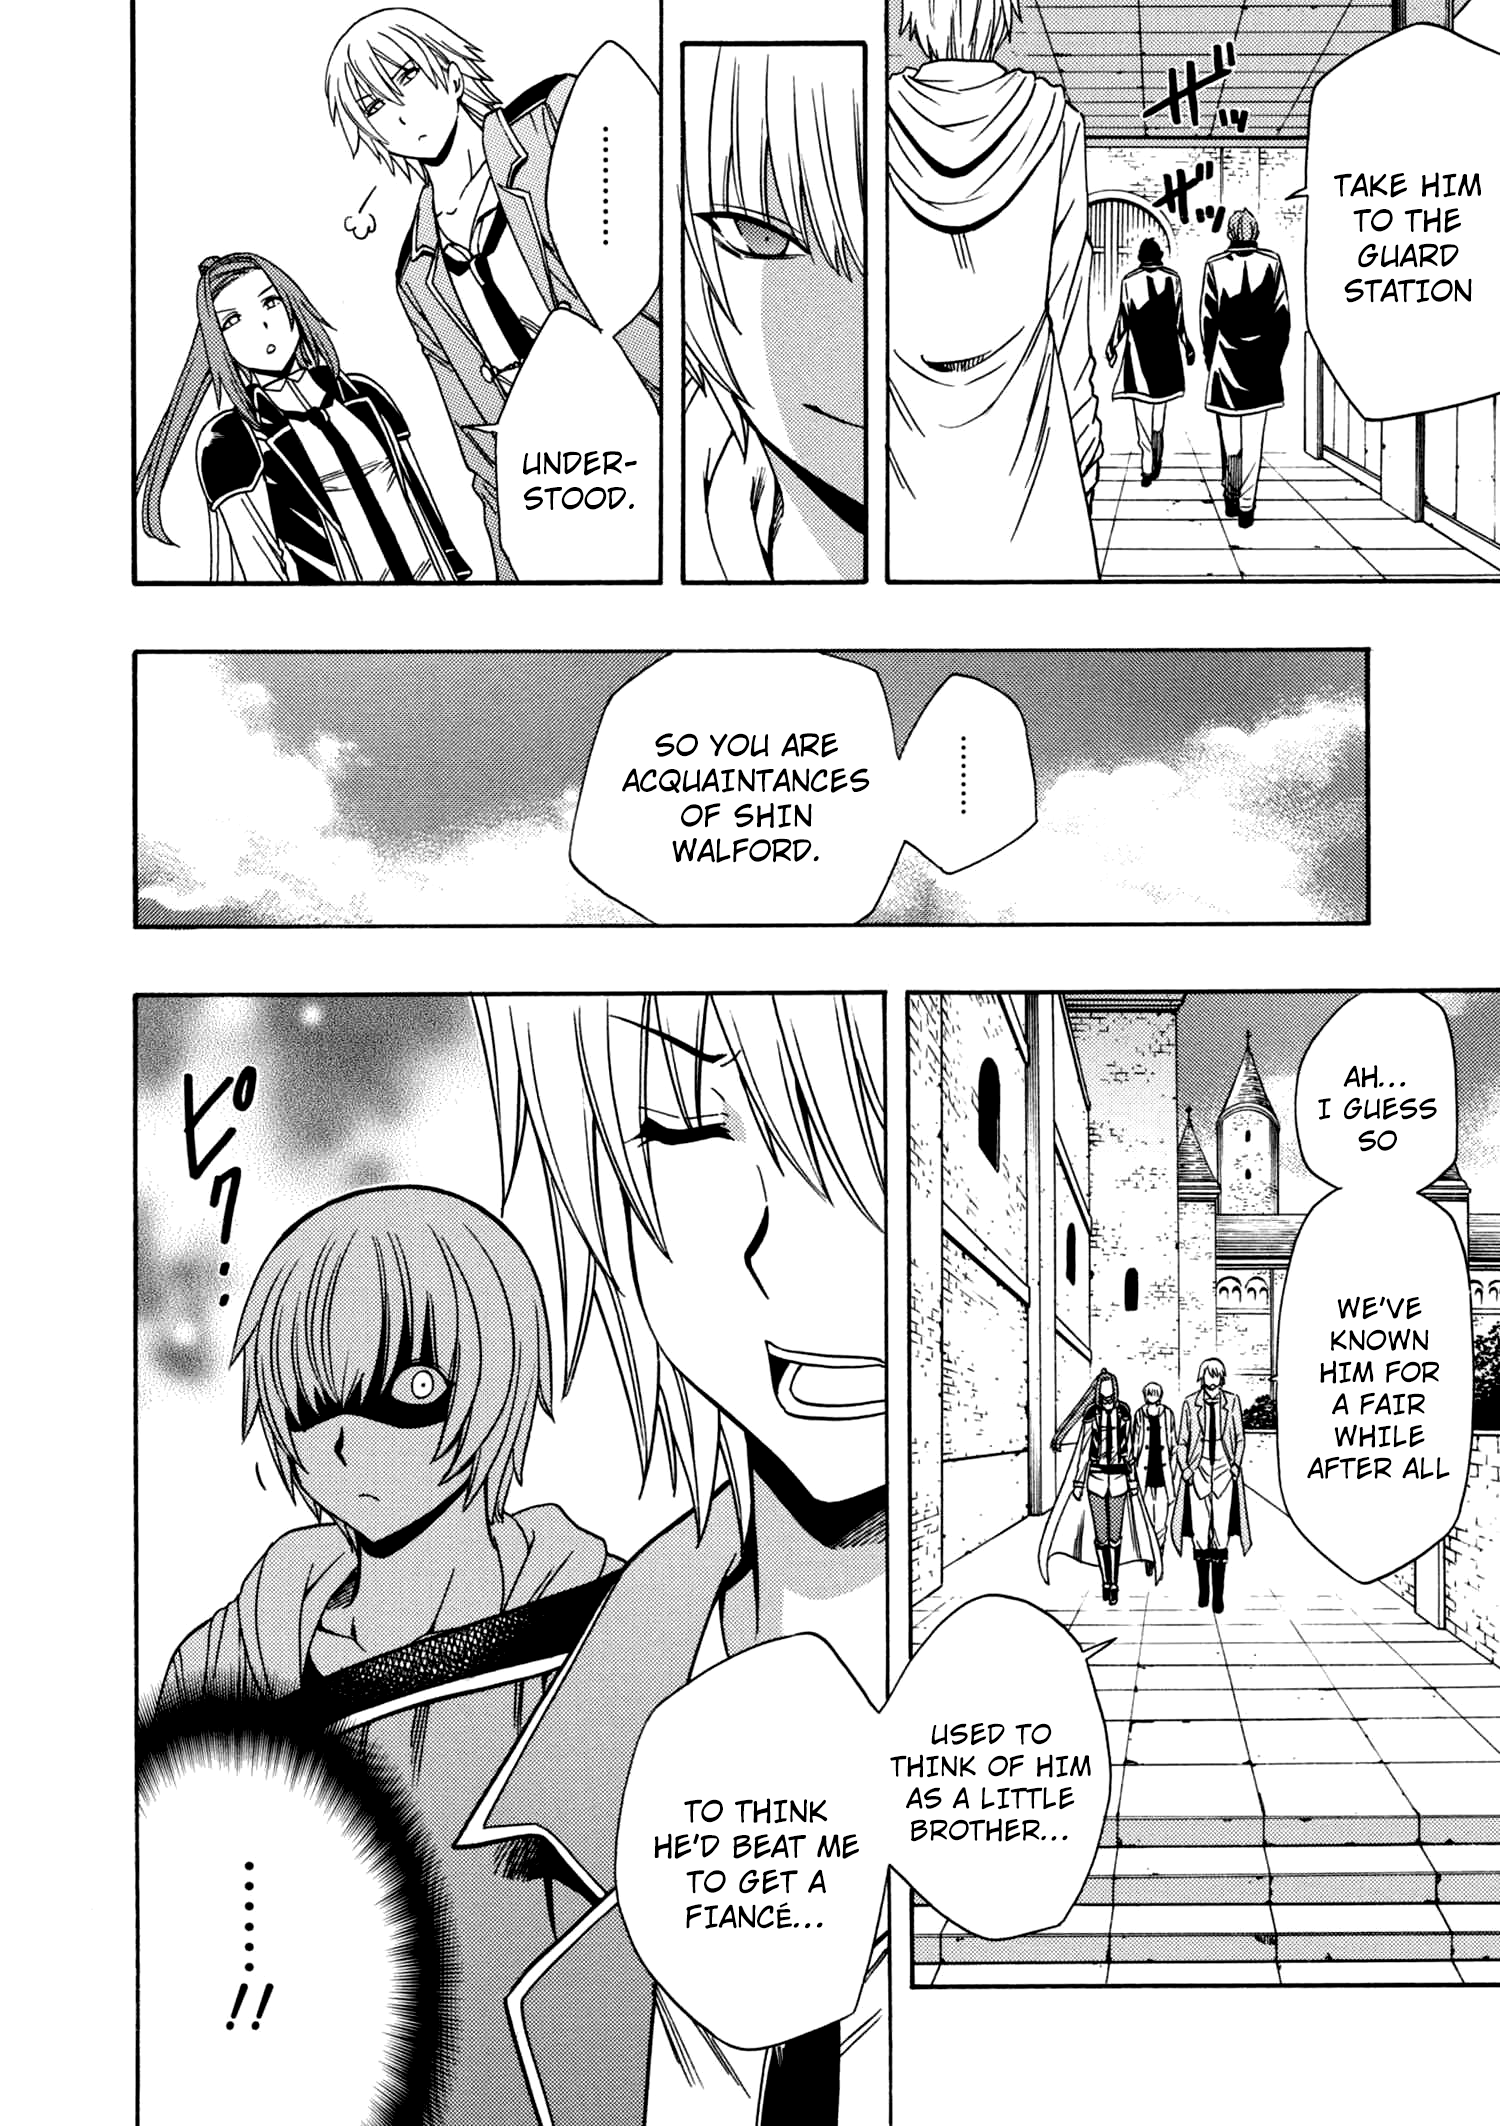 ザッ
ザッ
TAKE HIM
TO THE
GUARD
STATION
………
UNDER-
STOOD.
………
SO YOU ARE
ACQUAINTANCES
OF SHIN
WALFORD.
AH...
I GUESS
SO
WE'VE
KNOWN
HIM FOR
A FAIR
WHILE
AFTER ALL
USED TO
THINK OF HIM
AS A LITTLE
BROTHER...
TO THINK
HE'D BEAT ME
TO GET A
FIANCÉ...
ピクッ
……!!